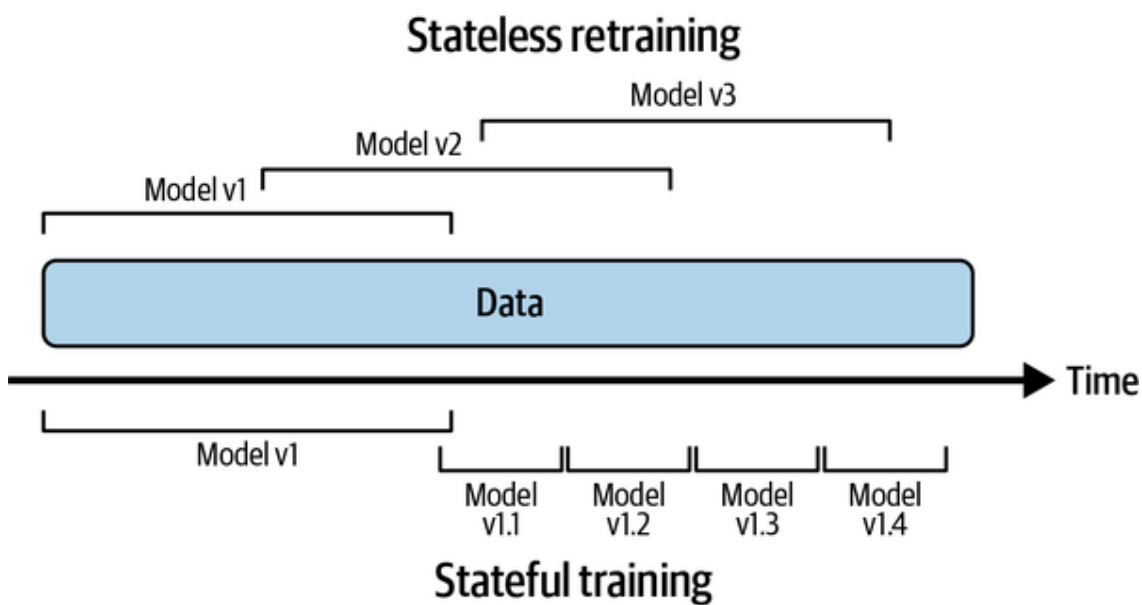 Stateless retraining
Model v3
Model v2
Model v1
Data
Time
Model v1
Model
v1.1
Model
v1.2
Model
v1.3
Model
v1.4
Stateful training